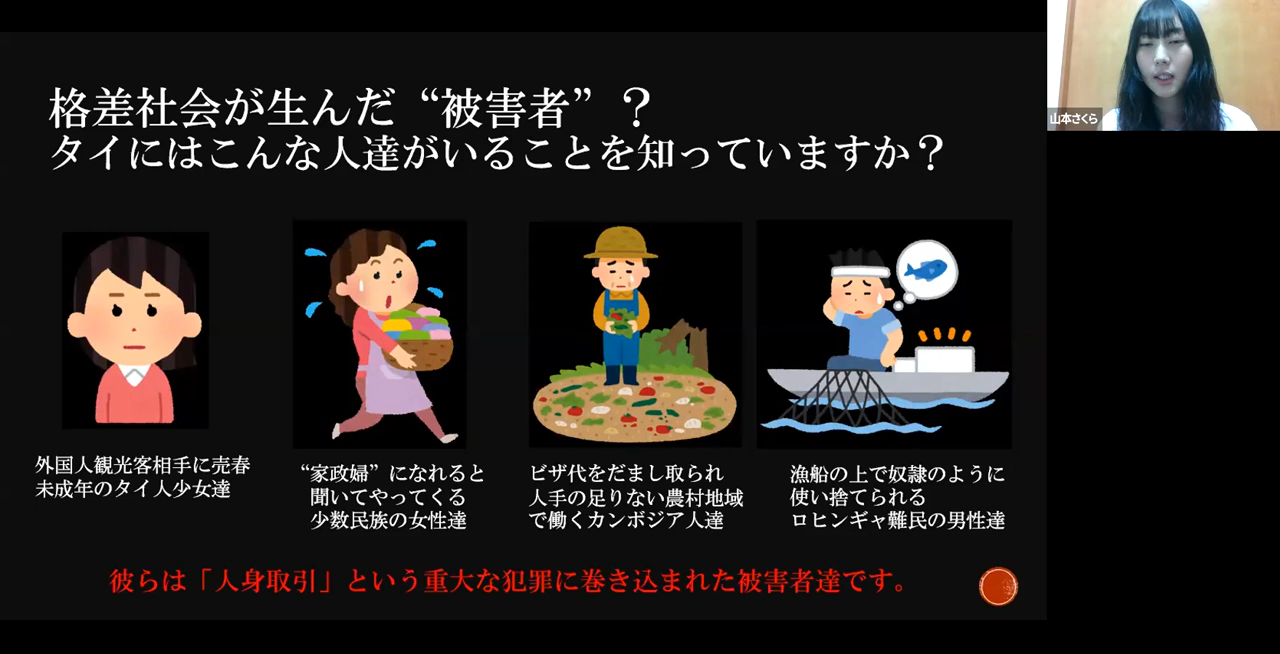 格差社会が生んだ“被害者”？
タイにはこんな人達がいることを知っていますか？
山本さくら
外国人観光客相手に売春
未成年のタイ人少女達
“家政婦”になれると
聞いてやってくる
少数民族の女性達
ビザ代をだまし取られ
人手の足りない農村地域
で働くカンボジア人達
漁船の上で奴隷のように
使い捨てられる
ロヒンギャ難民の男性達
彼らは「人身取引」という重大な犯罪に巻き込まれた被害者達です。